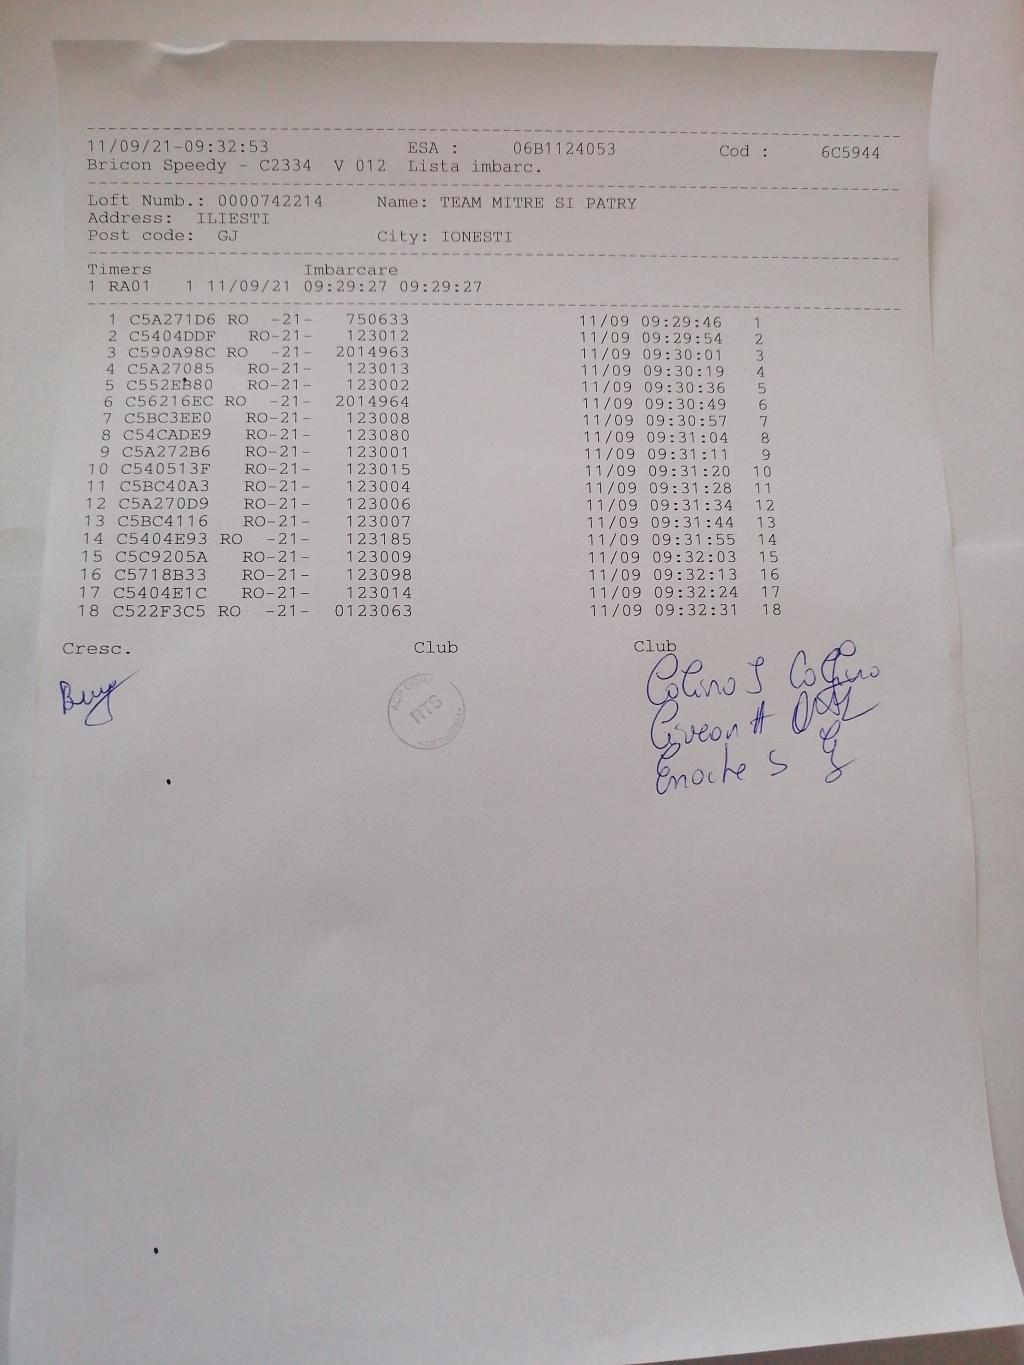 11/09/21-09:32:53 ESA : 06B1124053 Cod : 6C5944
Bricon Speedy - C2334 V 012 Lista imbarc.
Loft Numb.: 0000742214 Name: TEAM MITRE SI PATRY
Address: ILIESTI
Post code: GJ City: IONESTI
Timers Imbarcare
1 RA01 1 11/09/21 09:29:27 09:29:27
1 C5A271D6 RO -21- 750633 11/09 09:29:46 1
2 C5404DDF RO-21- 123012 11/09 09:29:54 2
3 C590A98C RO -21- 2014963 11/09 09:30:01 3
4 C5A27085 RO-21- 123013 11/09 09:30:19 4
5 C552EB80 RO-21- 123002 11/09 09:30:36 5
6 C56216EC RO -21- 2014964 11/09 09:30:49 6
7 C5BC3EE0 RO-21- 123008 11/09 09:30:57 7
8 C54CADE9 RO-21- 123080 11/09 09:31:04 8
9 C5A272B6 RO-21- 123001 11/09 09:31:11 9
10 C540513F RO-21- 123015 11/09 09:31:20 10
11 C5BC40A3 RO-21- 123004 11/09 09:31:28 11
12 C5A270D9 RO-21- 123006 11/09 09:31:34 12
13 C5BC4116 RO-21- 123007 11/09 09:31:44 13
14 C5404E93 RO -21- 123185 11/09 09:31:55 14
15 C5C9205A RO-21- 123009 11/09 09:32:03 15
16 C5718B33 RO-21- 123098 11/09 09:32:13 16
17 C5404E1C RO-21- 123014 11/09 09:32:24 17
18 C522F3C5 RO -21- 0123063 11/09 09:32:31 18
Cresc. Club Club
RTS
Enache S